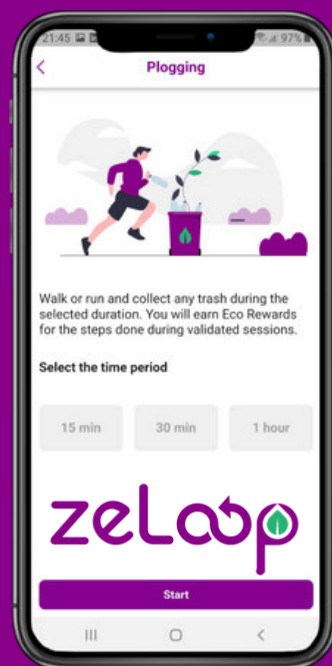 21:45
97%
Plogging
Walk or run and collect any trash during the
selected duration. You will earn Eco Rewards
for the steps done during validated sessions.
Select the time period
15 min 30 min 1 hour
zeLoop
Start